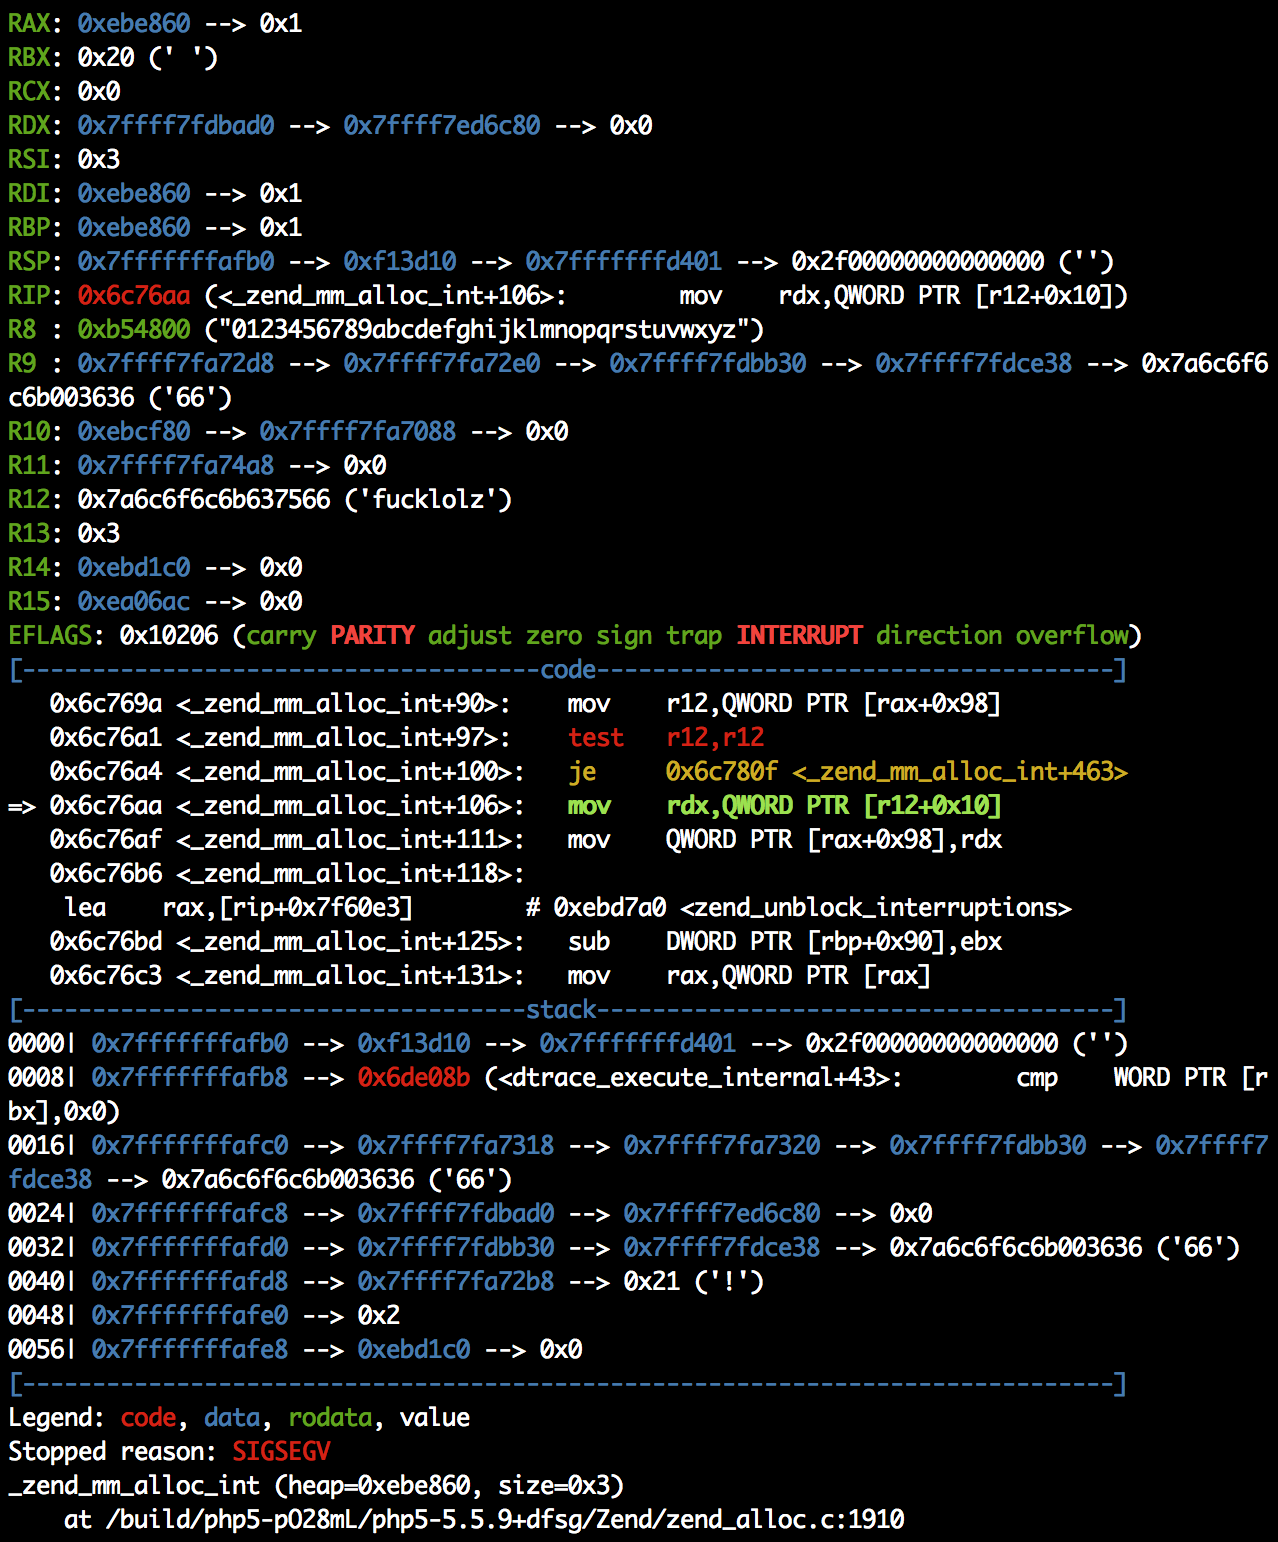 RAX: 0xebe860 --> 0x1
RBX: 0x20 (' ')
RCX: 0x0
RDX: 0x7ffff7fdbad0 --> 0x7ffff7ed6c80 --> 0x0
RSI: 0x3
RDI: 0xebe860 --> 0x1
RBP: 0xebe860 --> 0x1
RSP: 0x7fffffffafb0 --> 0xf13d10 --> 0x7fffffffd401 --> 0x2f00000000000000 ('')
RIP: 0x6c76aa (<_zend_mm_alloc_int+106>:        mov    rdx,QWORD PTR [r12+0x10])
R8 : 0xb54800 ("0123456789abcdefghijklmnopqrstuvwxyz")
R9 : 0x7ffff7fa72d8 --> 0x7ffff7fa72e0 --> 0x7ffff7fdbb30 --> 0x7ffff7fdce38 --> 0x7a6c6f6
c6b003636 ('66')
R10: 0xebcf80 --> 0x7ffff7fa7088 --> 0x0
R11: 0x7ffff7fa74a8 --> 0x0
R12: 0x7a6c6f6c6b637566 ('fucklolz')
R13: 0x3
R14: 0xebd1c0 --> 0x0
R15: 0xea06ac --> 0x0
EFLAGS: 0x10206 (carry PARITY adjust zero sign trap INTERRUPT direction overflow)
[-------------------------------------code-------------------------------------]
   0x6c769a <_zend_mm_alloc_int+90>:    mov    r12,QWORD PTR [rax+0x98]
   0x6c76a1 <_zend_mm_alloc_int+97>:    test   r12,r12
   0x6c76a4 <_zend_mm_alloc_int+100>:   je     0x6c780f <_zend_mm_alloc_int+463>
=> 0x6c76aa <_zend_mm_alloc_int+106>:   mov    rdx,QWORD PTR [r12+0x10]
   0x6c76af <_zend_mm_alloc_int+111>:   mov    QWORD PTR [rax+0x98],rdx
   0x6c76b6 <_zend_mm_alloc_int+118>:
    lea    rax,[rip+0x7f60e3]        # 0xebd7a0 <zend_unblock_interruptions>
   0x6c76bd <_zend_mm_alloc_int+125>:   sub    DWORD PTR [rbp+0x90],ebx
   0x6c76c3 <_zend_mm_alloc_int+131>:   mov    rax,QWORD PTR [rax]
[------------------------------------stack-------------------------------------]
0000| 0x7fffffffafb0 --> 0xf13d10 --> 0x7fffffffd401 --> 0x2f00000000000000 ('')
0008| 0x7fffffffafb8 --> 0x6de08b (<dtrace_execute_internal+43>:        cmp    WORD PTR [r
bx],0x0)
0016| 0x7fffffffafc0 --> 0x7ffff7fa7318 --> 0x7ffff7fa7320 --> 0x7ffff7fdbb30 --> 0x7ffff7
fdce38 --> 0x7a6c6f6c6b003636 ('66')
0024| 0x7fffffffafc8 --> 0x7ffff7fdbad0 --> 0x7ffff7ed6c80 --> 0x0
0032| 0x7fffffffafd0 --> 0x7ffff7fdbb30 --> 0x7ffff7fdce38 --> 0x7a6c6f6c6b003636 ('66')
0040| 0x7fffffffafd8 --> 0x7ffff7fa72b8 --> 0x21 ('!')
0048| 0x7fffffffafe0 --> 0x2
0056| 0x7fffffffafe8 --> 0xebd1c0 --> 0x0
[------------------------------------------------------------------------------]
Legend: code, data, rodata, value
Stopped reason: SIGSEGV
_zend_mm_alloc_int (heap=0xebe860, size=0x3)
    at /build/php5-pO28mL/php5-5.5.9+dfsg/Zend/zend_alloc.c:1910